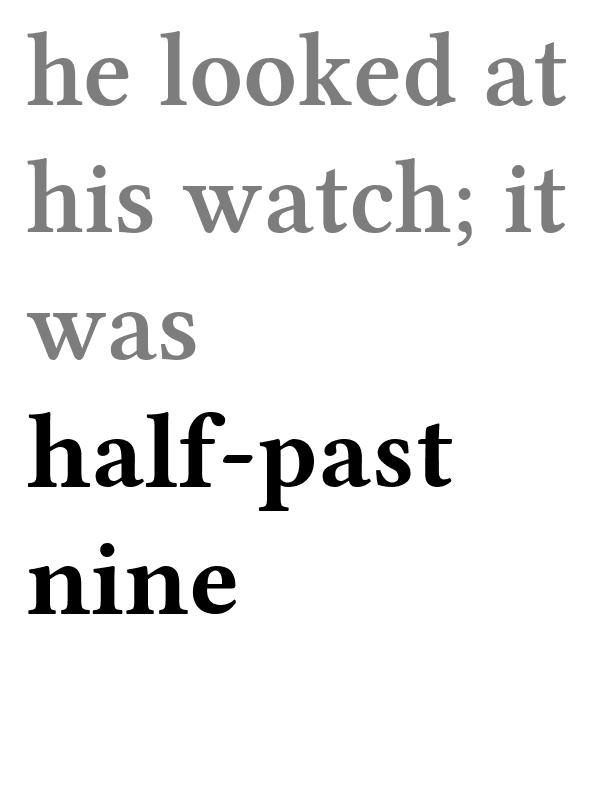 he looked at
his watch; it
was
half-past
nine